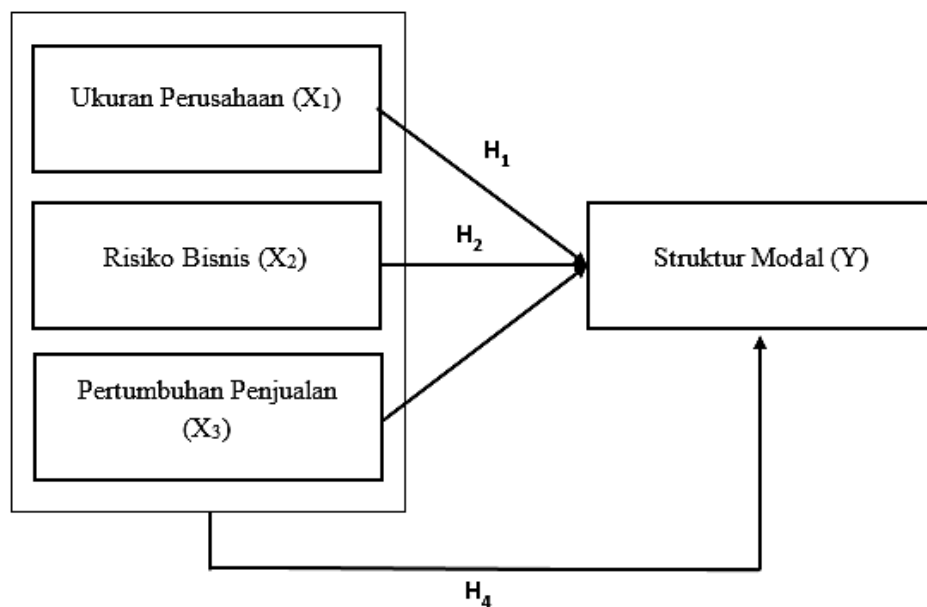 Ukuran Perusahaan (X₁)
H₁
Risiko Bisnis (X₂)
H₂
Struktur Modal (Y)
Pertumbuhan Penjualan
(X₃)
H₄